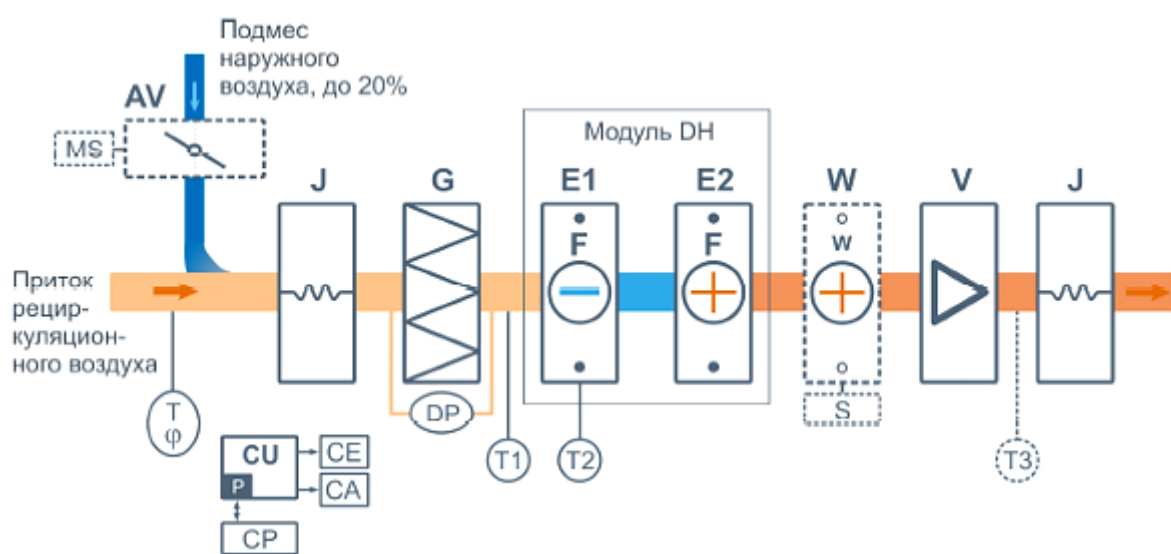 Подмес
наружного
воздуха, до 20%
AV
MS
Модуль DH
J
G
E1
E2
W
V
J
F
F
w
Приток
рецир-
куляцион-
ного воздуха
DP
S
T
φ
T1
T2
T3
CU
CE
P
CA
CP